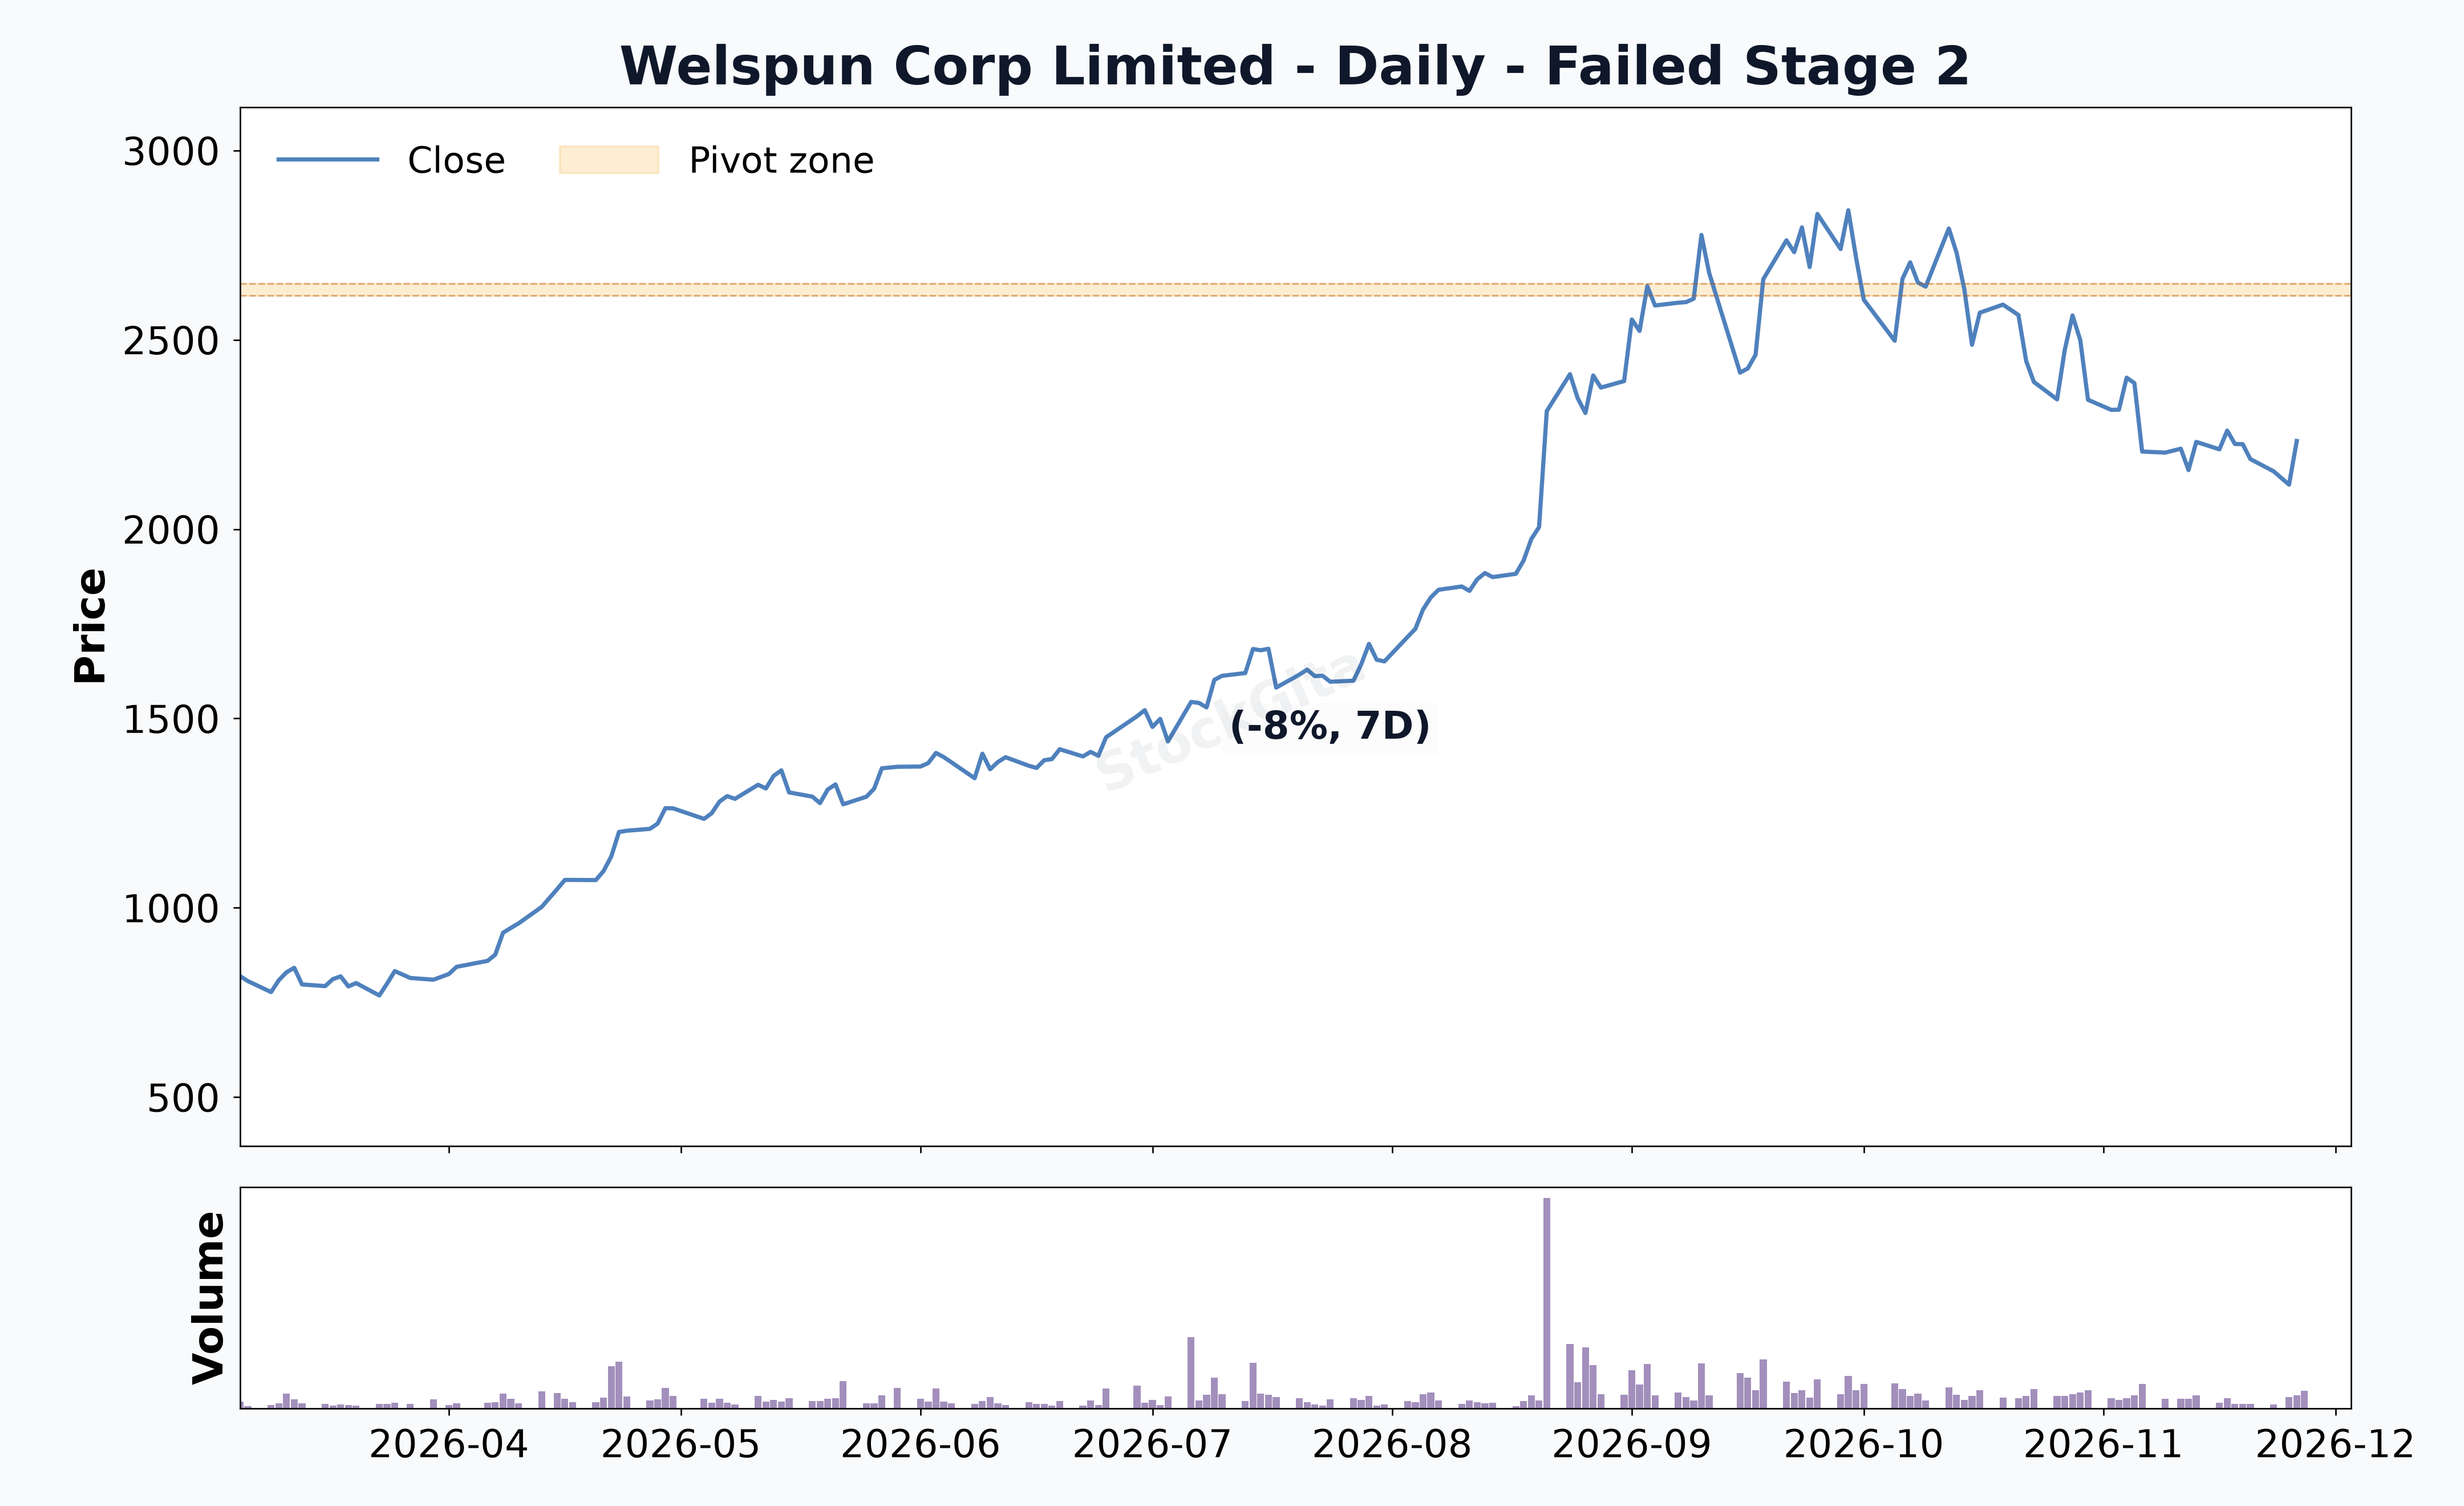 Welspun Corp Limited - Daily - Failed Stage 2
Close
Pivot zone
3000
2500
2000
1500
1000
500
Price
StockGita
(-8%, 7D)
Volume
2026-04
2026-05
2026-06
2026-07
2026-08
2026-09
2026-10
2026-11
2026-12